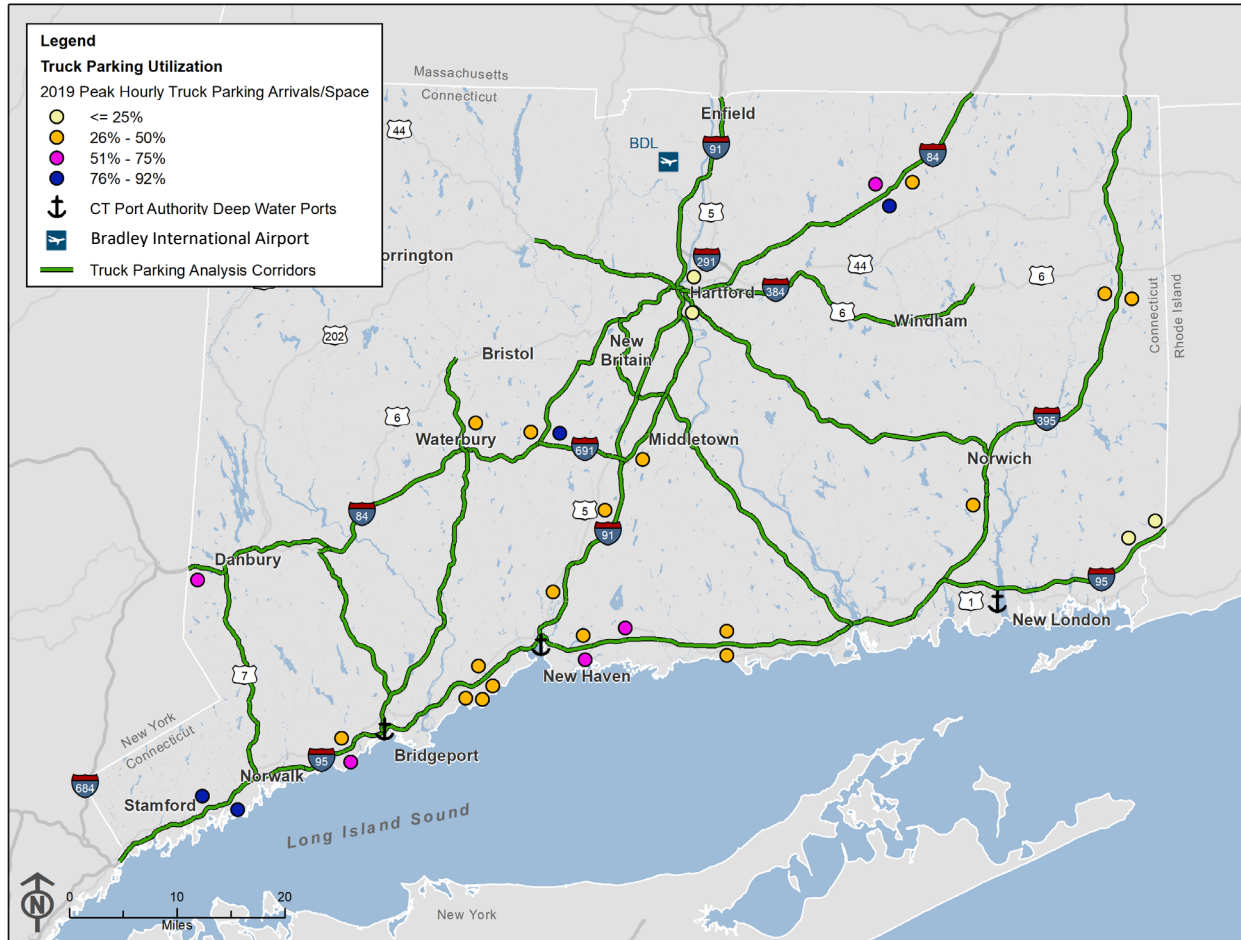 Legend
Truck Parking Utilization
2019 Peak Hourly Truck Parking Arrivals/Space
<= 25%
26% - 50%
51% - 75%
76% - 92%
CT Port Authority Deep Water Ports
Bradley International Airport
Truck Parking Analysis Corridors
Massachusetts
Connecticut
44
Enfield
BDL
91
84
5
orrington
291
44
6
Hartford
384
6
Windham
Connecticut
Rhode Island
202
Bristol
New
Britain
6
Waterbury
691
Middletown
395
Norwich
84
5
91
Danbury
95
1
New London
7
New Haven
New York
Connecticut
Bridgeport
95
Norwalk
684
Stamford
Long Island Sound
N
0 10 20
Miles
New York